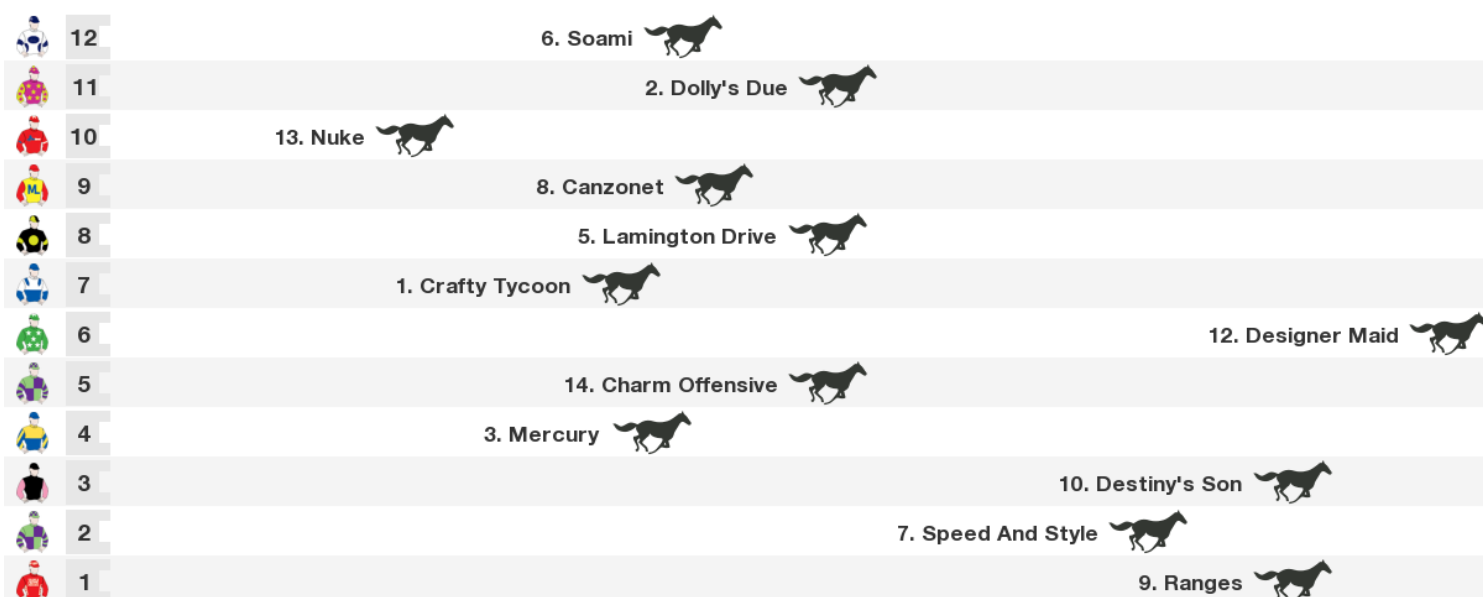 12 6. Soami
11 2. Dolly's Due
10 13. Nuke
9 8. Canzonet
8 5. Lamington Drive
7 1. Crafty Tycoon
6 12. Designer Maid
5 14. Charm Offensive
4 3. Mercury
3 10. Destiny's Son
2 7. Speed And Style
1 9. Ranges